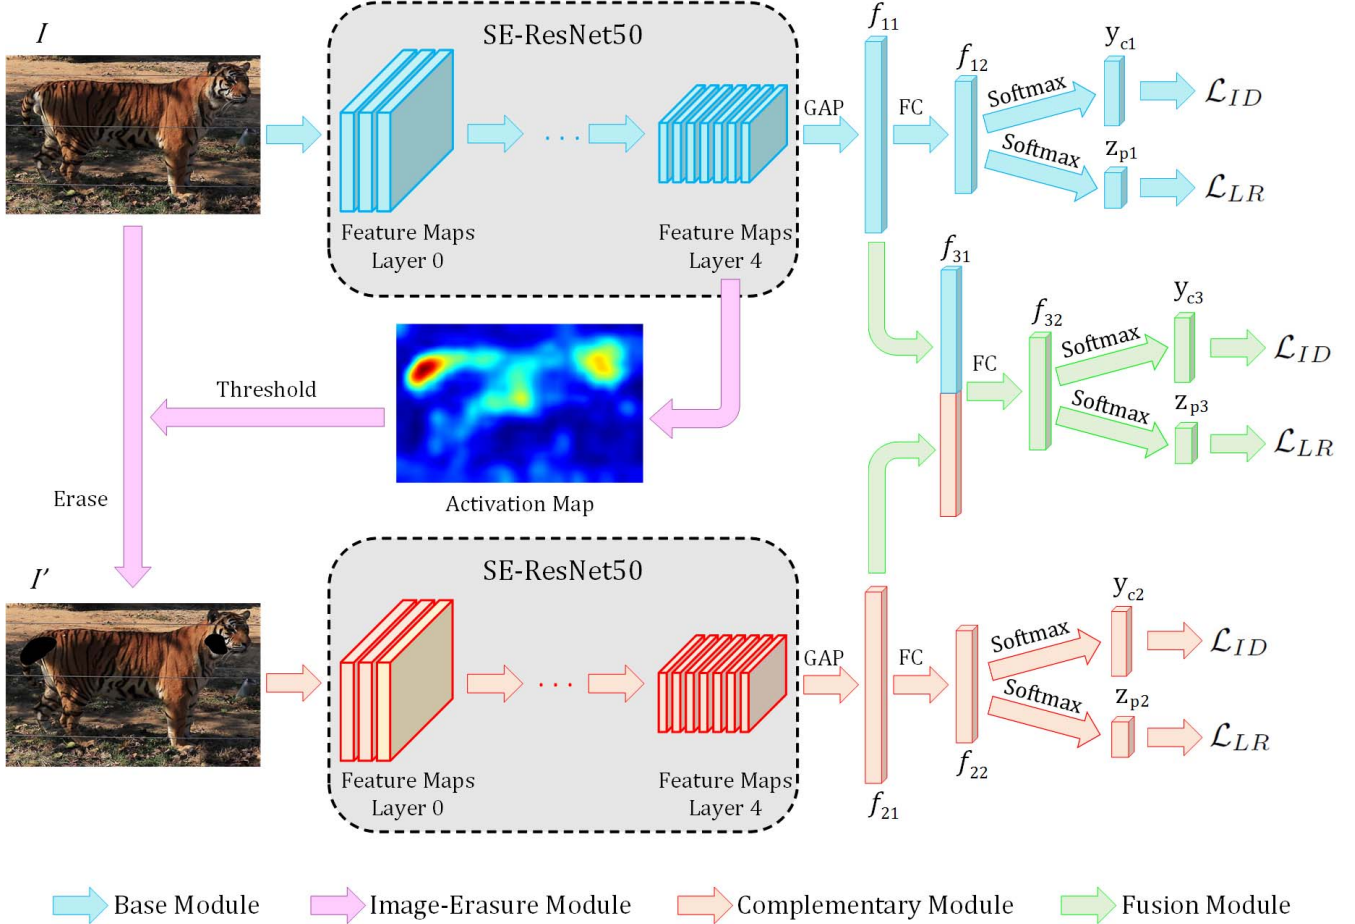 I
SE-ResNet50
Feature Maps
Layer 0
. . .
Feature Maps
Layer 4
GAP
f11
FC
f12
Softmax
Softmax
yc1
zp1
ℒID
ℒLR
f31
FC
f32
Softmax
Softmax
yc3
zp3
ℒID
ℒLR
Threshold
Activation Map
Erase
I'
SE-ResNet50
Feature Maps
Layer 0
. . .
Feature Maps
Layer 4
GAP
f21
FC
f22
Softmax
Softmax
yc2
zp2
ℒID
ℒLR
Base Module
Image-Erasure Module
Complementary Module
Fusion Module